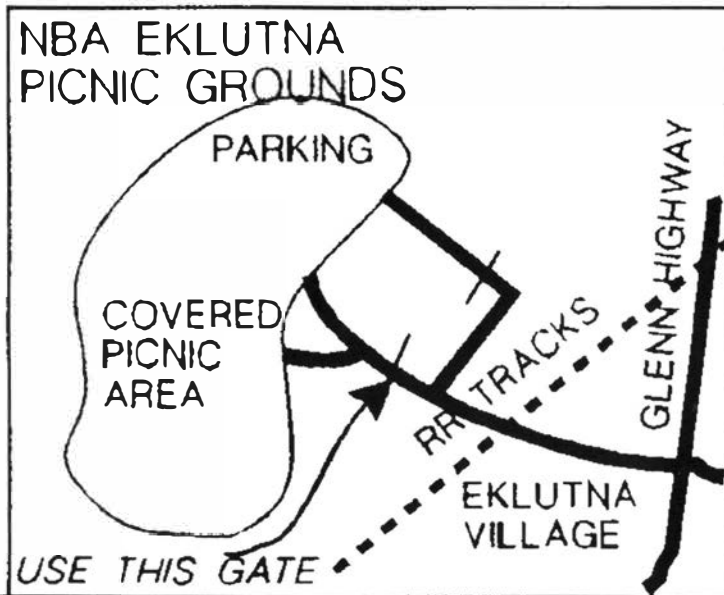 NBA EKLUTNA
PICNIC GROUNDS
PARKING
GLENN HIGHWAY
COVERED
PICNIC
AREA
RR TRACKS
EKLUTNA
VILLAGE
USE THIS GATE